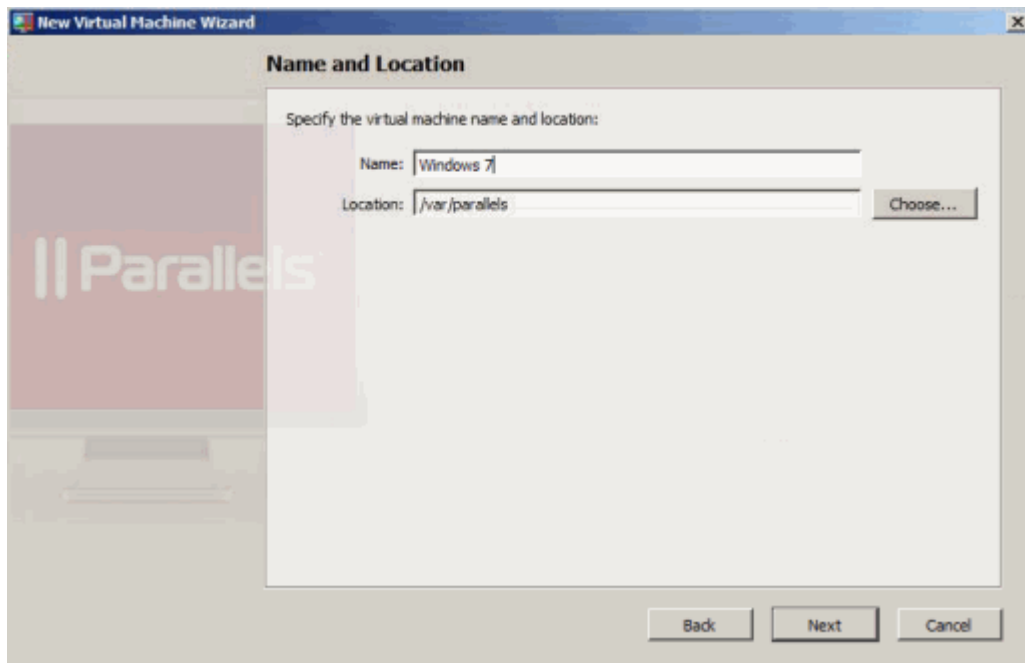 New Virtual Machine Wizard
Name and Location
Specify the virtual machine name and location:
Name: Windows 7
Location: /var/parallels Choose...
|| Parallels
Back Next Cancel